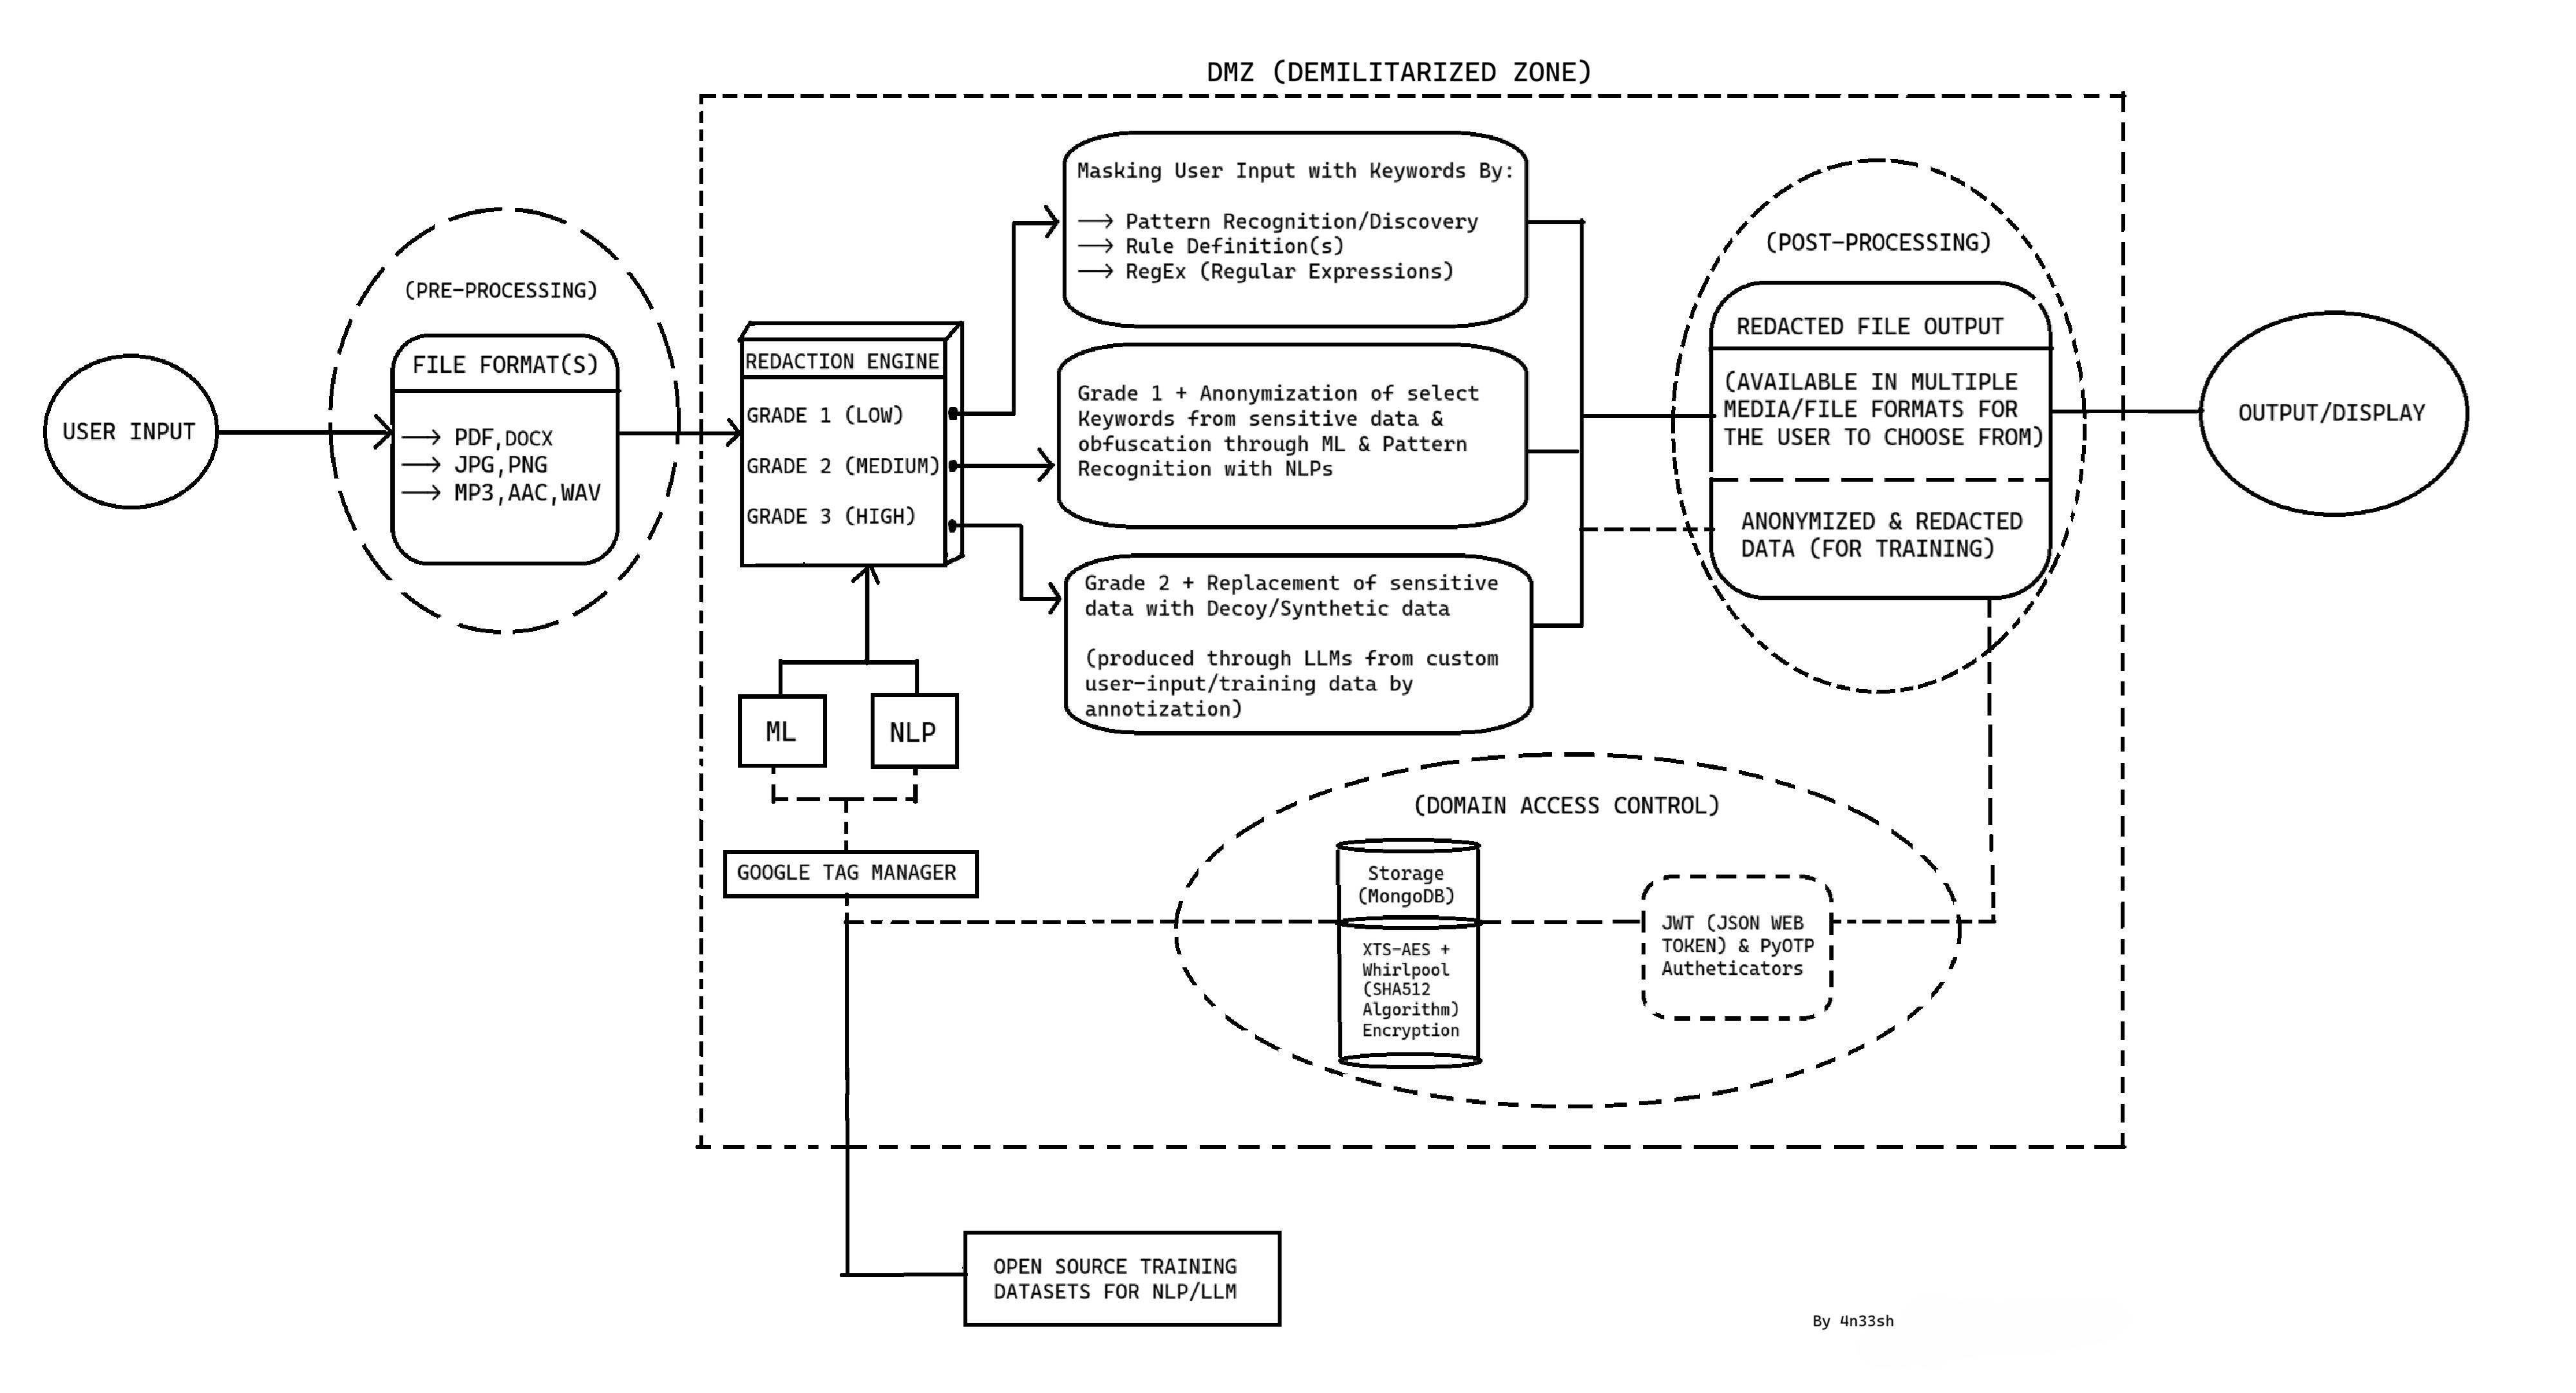 DMZ (DEMILITARIZED ZONE)
USER INPUT
(PRE-PROCESSING)
FILE FORMAT(S)
→ PDF,DOCX
→ JPG,PNG
→ MP3,AAC,WAV
REDACTION ENGINE
GRADE 1 (LOW)
GRADE 2 (MEDIUM)
GRADE 3 (HIGH)
Masking User Input with Keywords By:
→ Pattern Recognition/Discovery
→ Rule Definition(s)
→ RegEx (Regular Expressions)
Grade 1 + Anonymization of select
Keywords from sensitive data &
obfuscation through ML & Pattern
Recognition with NLPs
Grade 2 + Replacement of sensitive
data with Decoy/Synthetic data
(produced through LLMs from custom
user-input/training data by
annotization)
(POST-PROCESSING)
REDACTED FILE OUTPUT
(AVAILABLE IN MULTIPLE
MEDIA/FILE FORMATS FOR
THE USER TO CHOOSE FROM)
ANONYMIZED & REDACTED
DATA (FOR TRAINING)
OUTPUT/DISPLAY
ML
NLP
GOOGLE TAG MANAGER
(DOMAIN ACCESS CONTROL)
Storage
(MongoDB)
XTS-AES +
Whirlpool
(SHA512
Algorithm)
Encryption
JWT (JSON WEB
TOKEN) & PyOTP
Autheticators
OPEN SOURCE TRAINING
DATASETS FOR NLP/LLM
By 4n33sh